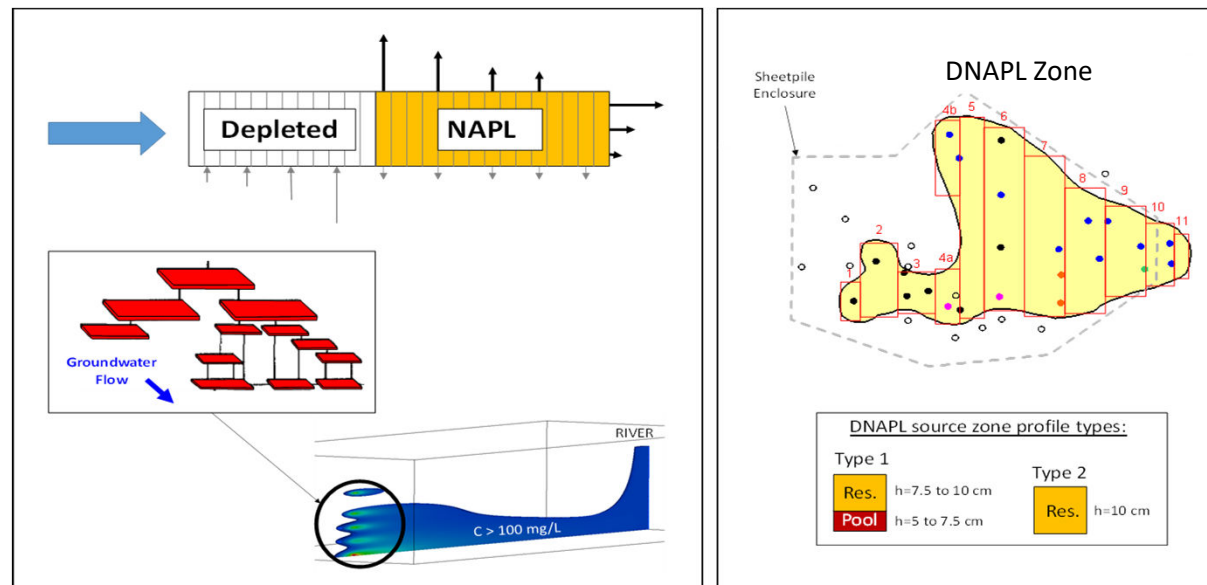 Depleted
NAPL
Groundwater
Flow
RIVER
C > 100 mg/L
DNAPL Zone
Sheetpile
Enclosure
4b
5
6
7
8
9
10
11
2
3
4a
1
DNAPL source zone profile types:
Type 1
Res.
h=7.5 to 10 cm
Pool
h=5 to 7.5 cm
Type 2
Res.
h=10 cm